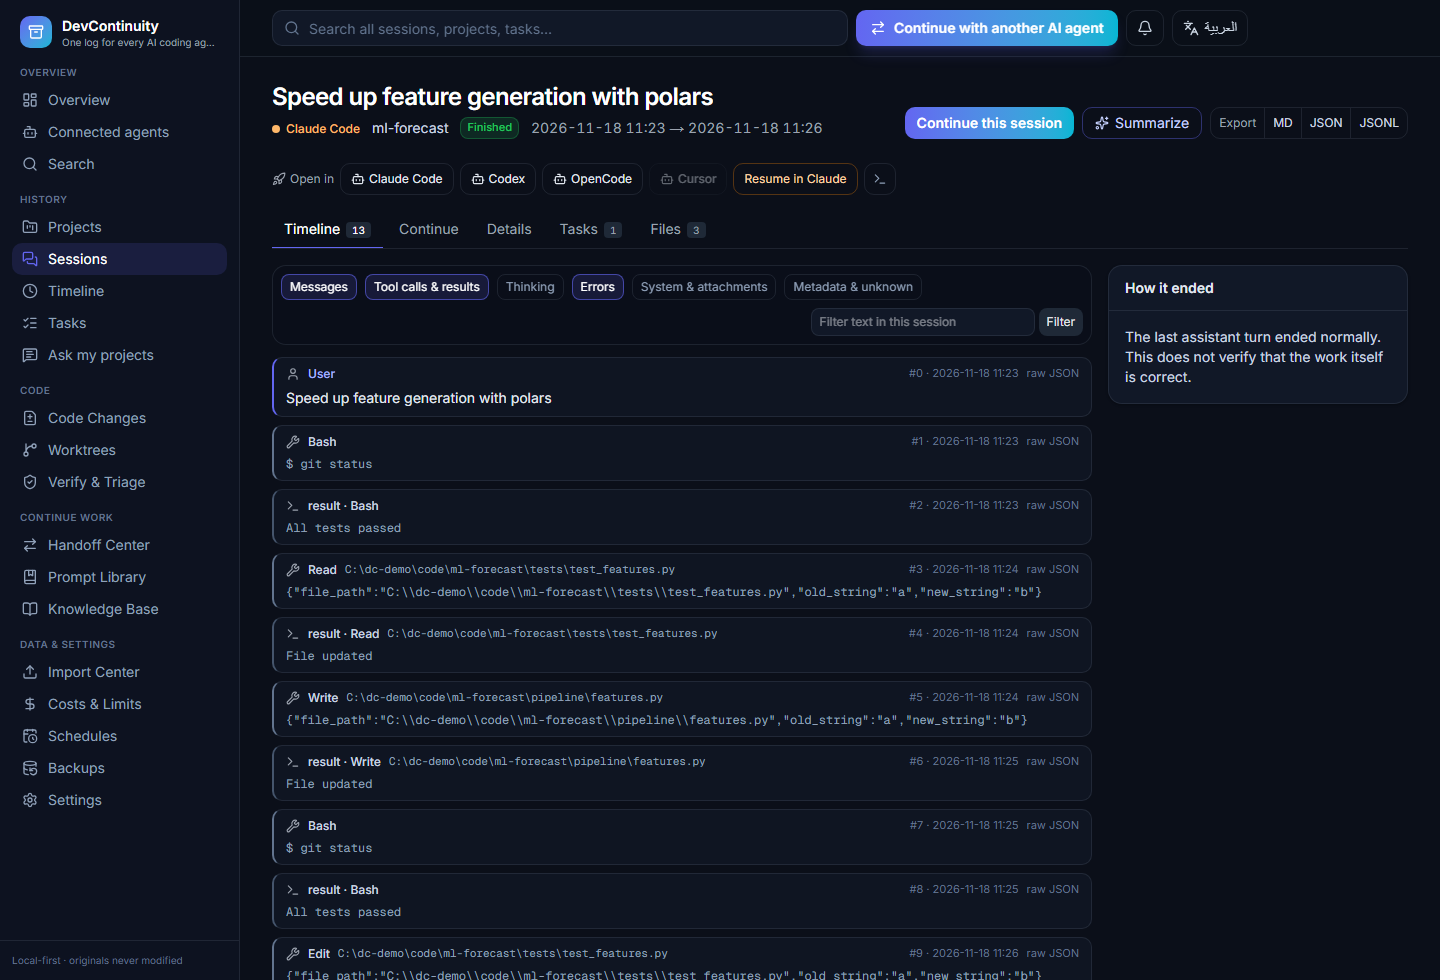 DevContinuity
One log for every AI coding ag...
OVERVIEW
Overview
Connected agents
Search
HISTORY
Projects
Sessions
Timeline
Tasks
Ask my projects
CODE
Code Changes
Worktrees
Verify & Triage
CONTINUE WORK
Handoff Center
Prompt Library
Knowledge Base
DATA & SETTINGS
Import Center
Costs & Limits
Schedules
Backups
Settings
Local-first · originals never modified
Search all sessions, projects, tasks...
Continue with another AI agent
العربية
Speed up feature generation with polars
Claude Code ml-forecast Finished 2026-11-18 11:23 → 2026-11-18 11:26
Continue this session Summarize Export MD JSON JSONL
Open in Claude Code Codex OpenCode Cursor Resume in Claude
Timeline 13 Continue Details Tasks 1 Files 3
Messages Tool calls & results Thinking Errors System & attachments Metadata & unknown
Filter text in this session Filter
User #0 · 2026-11-18 11:23 raw JSON
Speed up feature generation with polars
Bash #1 · 2026-11-18 11:23 raw JSON
$ git status
result · Bash #2 · 2026-11-18 11:23 raw JSON
All tests passed
Read C:\dc-demo\code\ml-forecast\tests\test_features.py #3 · 2026-11-18 11:24 raw JSON
{"file_path":"C:\\dc-demo\\code\\ml-forecast\\tests\\test_features.py","old_string":"a","new_string":"b"}
result · Read C:\dc-demo\code\ml-forecast\tests\test_features.py #4 · 2026-11-18 11:24 raw JSON
File updated
Write C:\dc-demo\code\ml-forecast\pipeline\features.py #5 · 2026-11-18 11:24 raw JSON
{"file_path":"C:\\dc-demo\\code\\ml-forecast\\pipeline\\features.py","old_string":"a","new_string":"b"}
result · Write C:\dc-demo\code\ml-forecast\pipeline\features.py #6 · 2026-11-18 11:25 raw JSON
File updated
Bash #7 · 2026-11-18 11:25 raw JSON
$ git status
result · Bash #8 · 2026-11-18 11:25 raw JSON
All tests passed
Edit C:\dc-demo\code\ml-forecast\tests\test_features.py #9 · 2026-11-18 11:26 raw JSON
{"file_path":"C:\\dc-demo\\code\\ml-forecast\\tests\\test_features.py","old_string":"a","new_string":"b"}
How it ended
The last assistant turn ended normally.
This does not verify that the work itself
is correct.